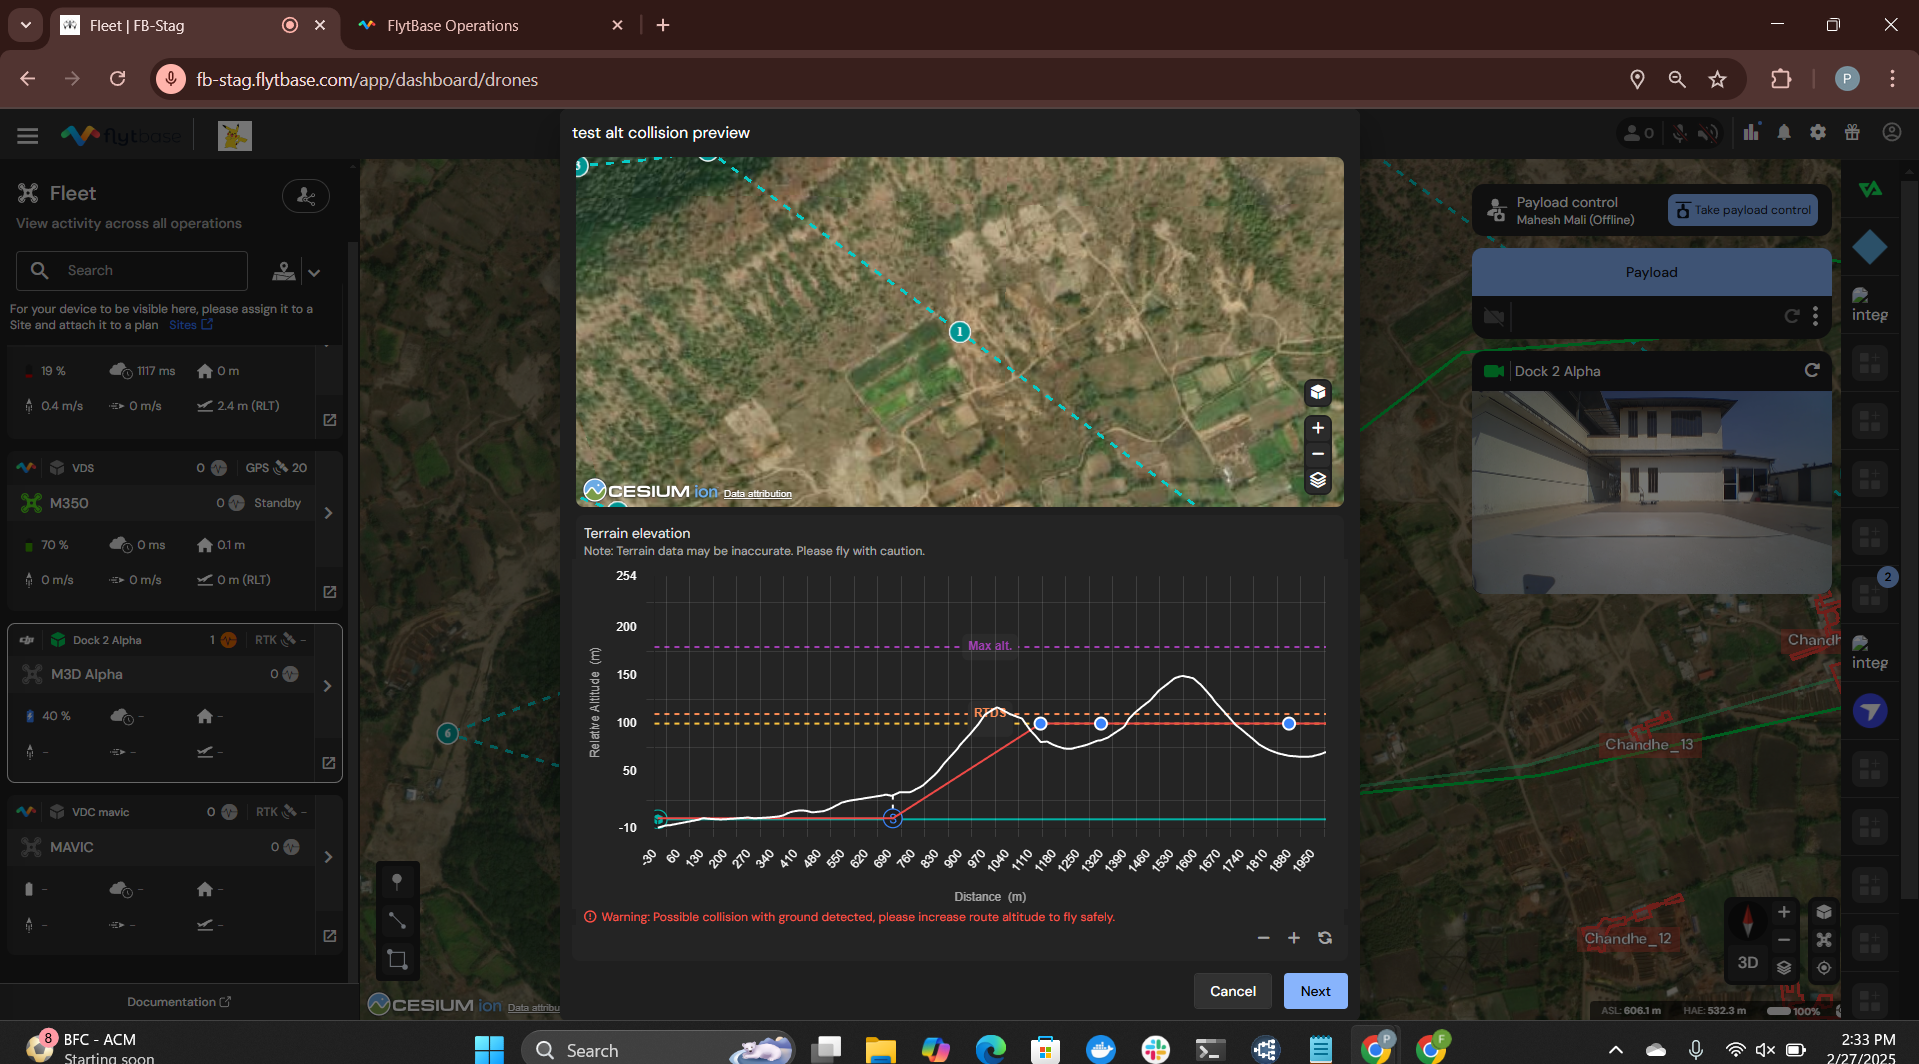 Fleet | FB-Stag
FlytBase Operations
fb-stag.flytbase.com/app/dashboard/drones
P
flytbase
0
test alt collision preview
Fleet
View activity across all operations
Search
For your device to be visible here, please assign it to a
Site and attach it to a plan Sites
19 % 1117 ms 0 m
0.4 m/s 0 m/s 2.4 m (RLT)
VDS 0 GPS 20
M350 0 Standby
70 % 0 ms 0.1 m
0 m/s 0 m/s 0 m (RLT)
Dock 2 Alpha 1 RTK -
M3D Alpha 0
40 % - -
- - -
VDC mavic 0 RTK -
MAVIC 0
- - -
- - -
Documentation
6
CESIUM ion Data attribu
3
1
CESIUM ion Data attribution
Terrain elevation
Note: Terrain data may be inaccurate. Please fly with caution.
Relative Altitude (m)
254
200
150
100
50
-10
Max alt.
RTDS
S
-30 60 130 200 270 340 410 480 550 620 690 760 830 900 970 1040 1110 1180 1250 1320 1390 1460 1530 1600 1670 1740 1810 1880 1950
Distance (m)
Warning: Possible collision with ground detected, please increase route altitude to fly safely.
Cancel
Next
Payload control
Mahesh Mali (Offline)
Take payload control
Payload
Dock 2 Alpha
integ
2
integ
Chandh
Chandhe_13
Chandhe_12
3D
ASL: 606.1 m HAE: 532.3 m 100%
8
BFC - ACM
Starting soon
Search
P
F
2:33 PM
2/27/2025